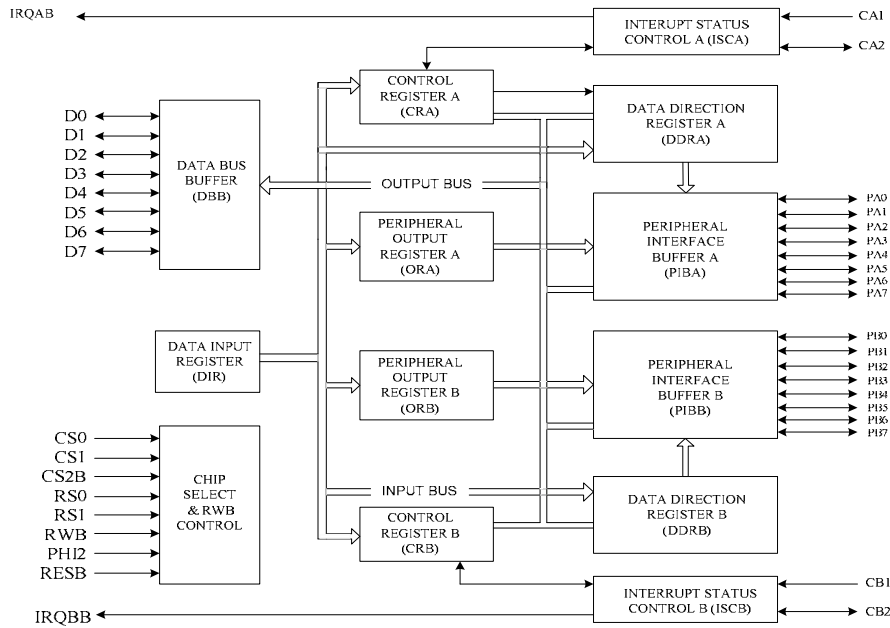 IRQAB
INTERUPT STATUS
CONTROL A (ISCA)
CA1
CA2
CONTROL
REGISTER A
(CRA)
DATA DIRECTION
REGISTER A
(DDRA)
D0
D1
D2
D3
D4
D5
D6
D7
DATA BUS
BUFFER
(DBB)
OUTPUT BUS
PERIPHERAL
OUTPUT
REGISTER A
(ORA)
PERIPHERAL
INTERFACE
BUFFER A
(PIBA)
PA0
PA1
PA2
PA3
PA4
PA5
PA6
PA7
DATA INPUT
REGISTER
(DIR)
PERIPHERAL
OUTPUT
REGISTER B
(ORB)
PERIPHERAL
INTERFACE
BUFFER B
(PIBB)
PB0
PB1
PB2
PB3
PB4
PB5
PB6
PB7
CS0
CS1
CS2B
RS0
RS1
RWB
PHI2
RESB
CHIP
SELECT
& RWB
CONTROL
INPUT BUS
CONTROL
REGISTER B
(CRB)
DATA DIRECTION
REGISTER B
(DDRB)
IRQBB
INTERRUPT STATUS
CONTROL B (ISCB)
CB1
CB2